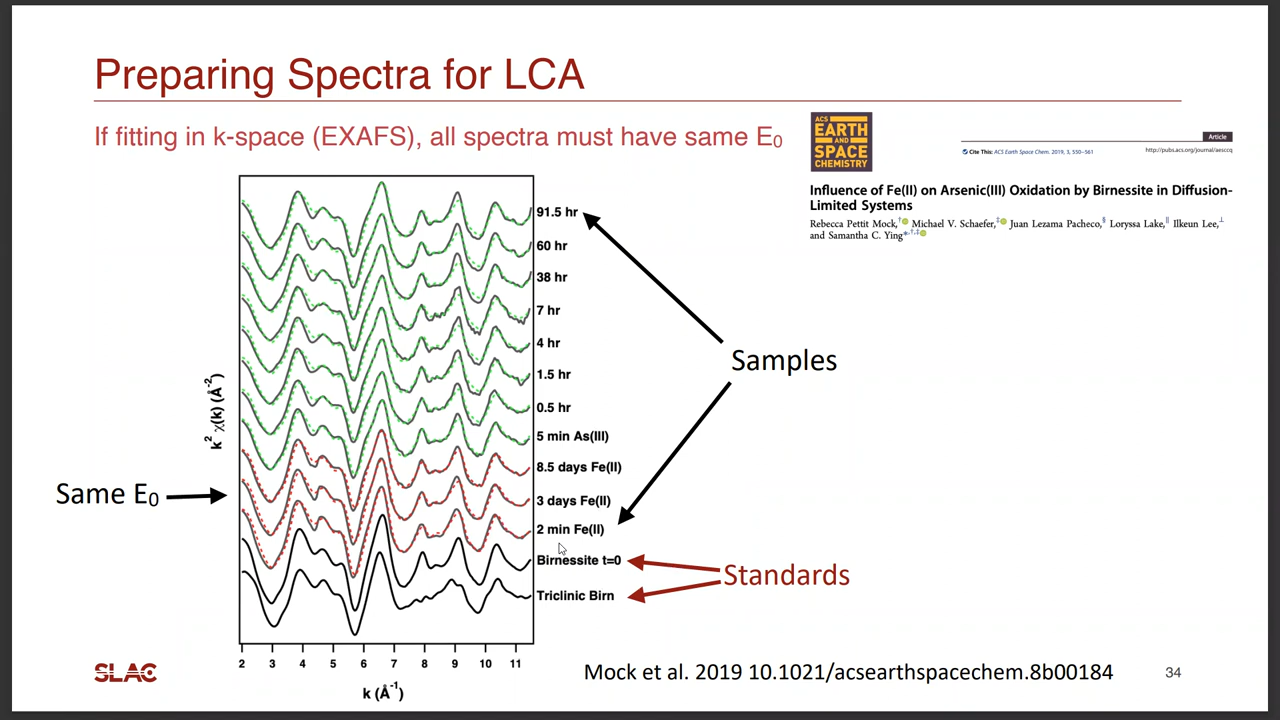 Preparing Spectra for LCA
If fitting in k-space (EXAFS), all spectra must have same E₀
ACS
EARTH
AND
SPACE
CHEMISTRY
Article
Cite This: ACS Earth Space Chem. 2019, 3, 550−561
http://pubs.acs.org/journal/aesccq
Influence of Fe(II) on Arsenic(III) Oxidation by Birnessite in Diffusion-
Limited Systems
Rebecca Pettit Mock,† Michael V. Schaefer,‡ Juan Lezama Pacheco,§ Loryssa Lake,∥ Ilkeun Lee,⊥
and Samantha C. Ying*,†,‡
91.5 hr
60 hr
38 hr
7 hr
4 hr
1.5 hr
0.5 hr
5 min As(III)
8.5 days Fe(II)
3 days Fe(II)
2 min Fe(II)
Birnessite t=0
Triclinic Birn
Samples
Standards
Same E₀
k² χ(k) (Å⁻²)
2 3 4 5 6 7 8 9 10 11
k (Å⁻¹)
SLAC
Mock et al. 2019 10.1021/acsearthspacechem.8b00184
34